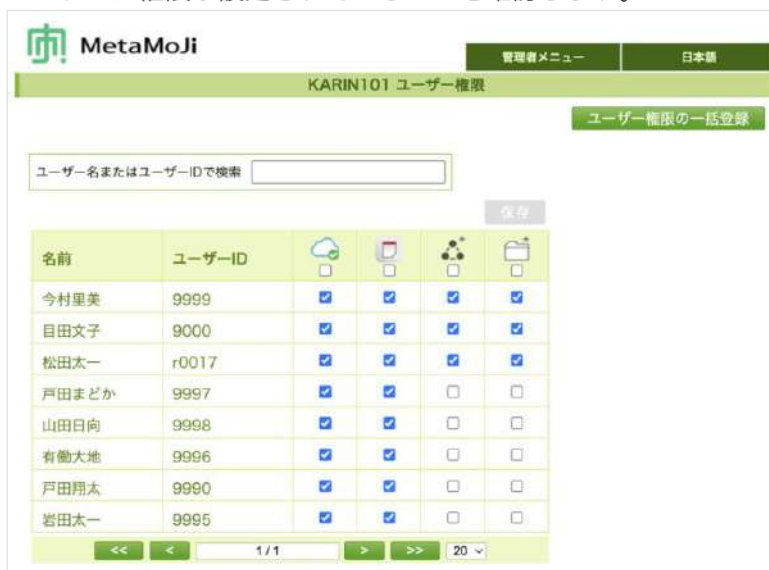 MetaMoJi
管理者メニュー 日本語
KARIN101 ユーザー権限
ユーザー権限の一括登録
ユーザー名またはユーザーIDで検索
保存
名前 ユーザーID
今村里美 9999
目田文子 9000
松田太一 r0017
戸田まどか 9997
山田日向 9998
有働大地 9996
戸田翔太 9990
岩田太一 9995
<< < 1/1 > >> 20